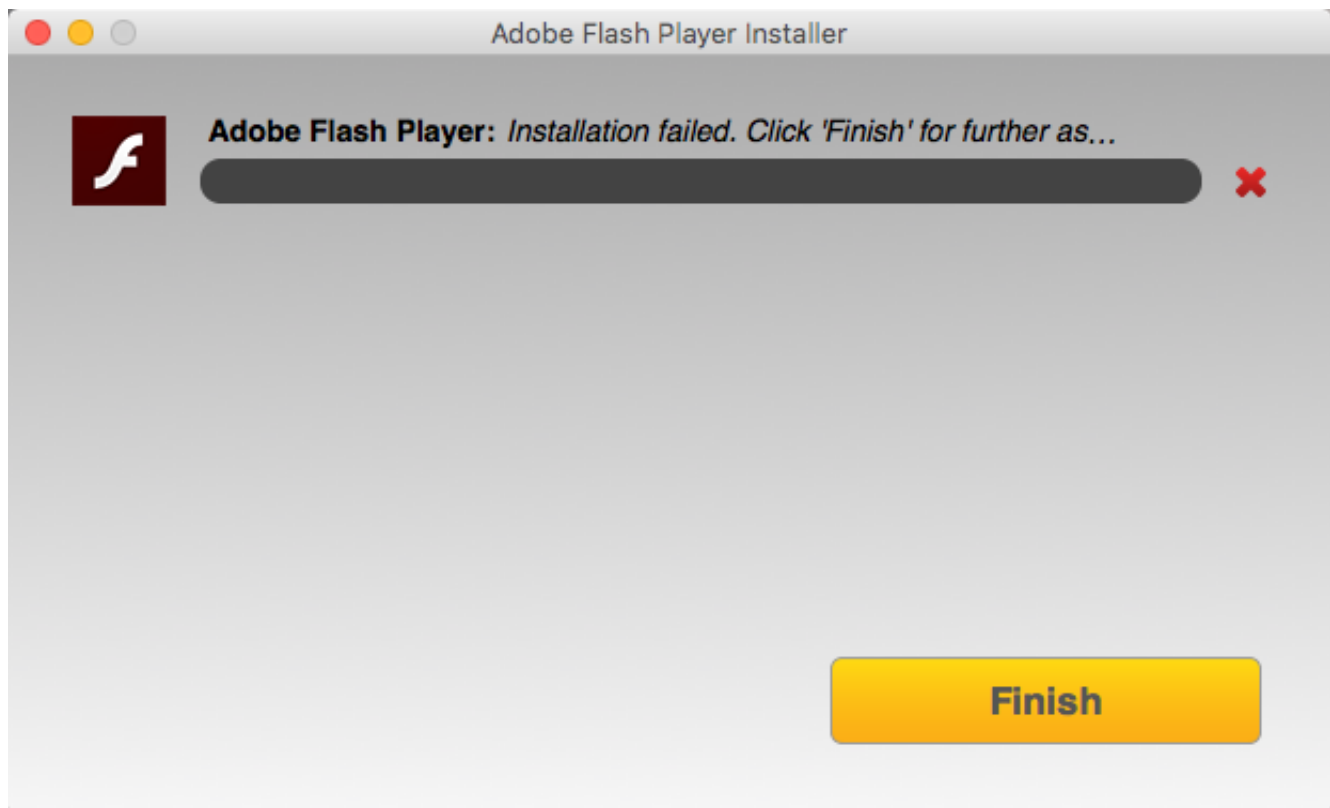 Adobe Flash Player Installer
Adobe Flash Player: Installation failed. Click 'Finish' for further as...
Finish